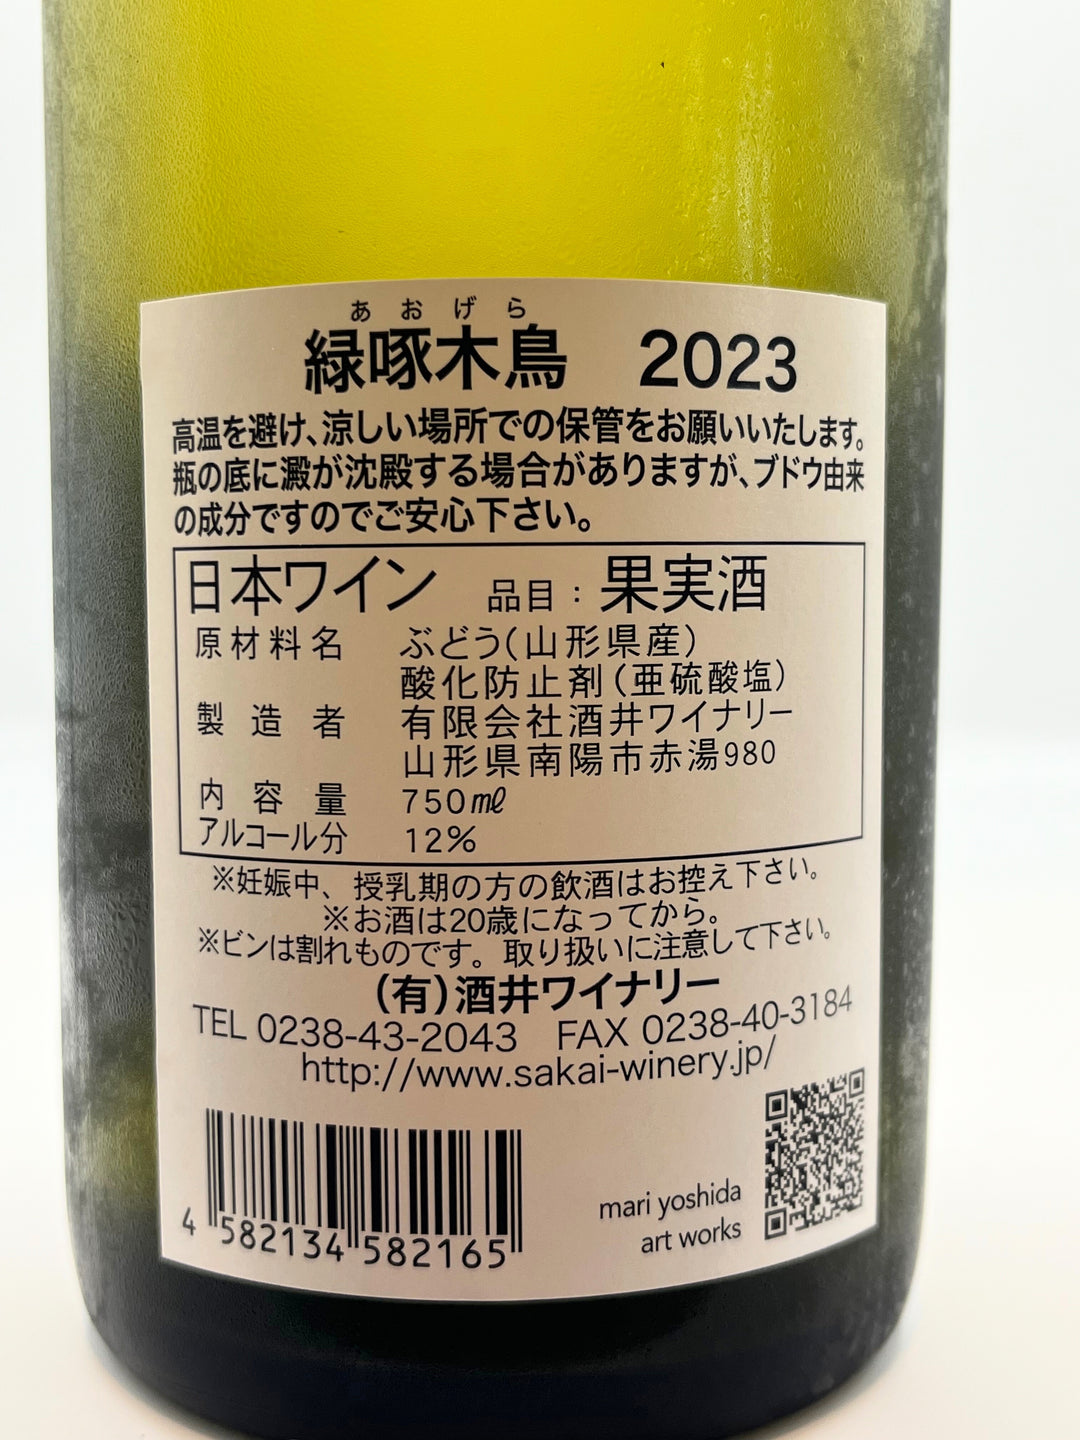 あおげら
緑啄木鳥 2023
高温を避け、涼しい場所での保管をお願いいたします。
瓶の底に澱が沈殿する場合がありますが、ブドウ由来
の成分ですのでご安心下さい。
日本ワイン 品目：果実酒
原材料名 ぶどう(山形県産)
酸化防止剤(亜硫酸塩)
製造者 有限会社酒井ワイナリー
山形県南陽市赤湯980
内容量 750㎖
アルコール分 12%
※妊娠中、授乳期の方の飲酒はお控え下さい。
※お酒は20歳になってから。
※ビンは割れものです。取り扱いに注意して下さい。
(有)酒井ワイナリー
TEL 0238-43-2043 FAX 0238-40-3184
http://www.sakai-winery.jp/
4 582134 582165
mari yoshida
art works